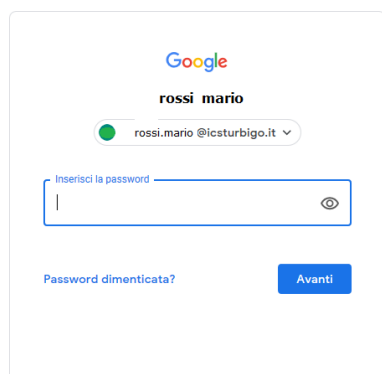 Google
rossi mario
rossi.mario @icsturbigo.it
Inserisci la password
Password dimenticata?
Avanti